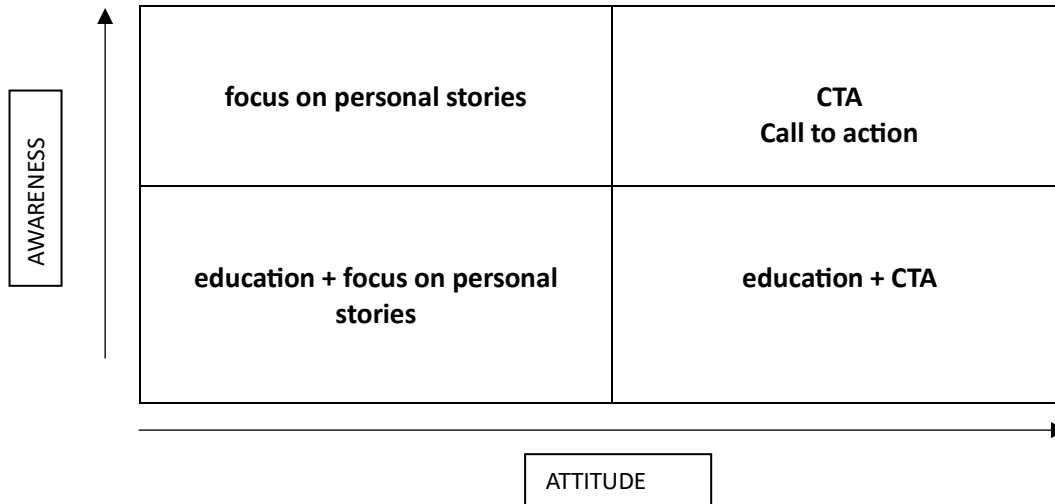 AWARENESS
focus on personal stories
CTA
Call to action
education + focus on personal
stories
education + CTA
ATTITUDE